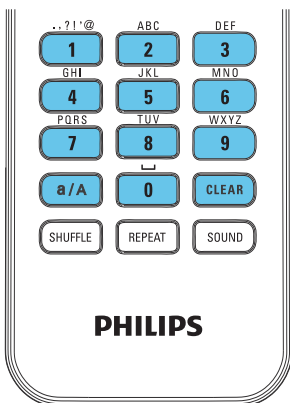 .,?!'@ ABC DEF
1 2 3
GHI JKL MNO
4 5 6
PQRS TUV WXYZ
7 8 9
a/A ␣ 0 CLEAR
SHUFFLE REPEAT SOUND
PHILIPS